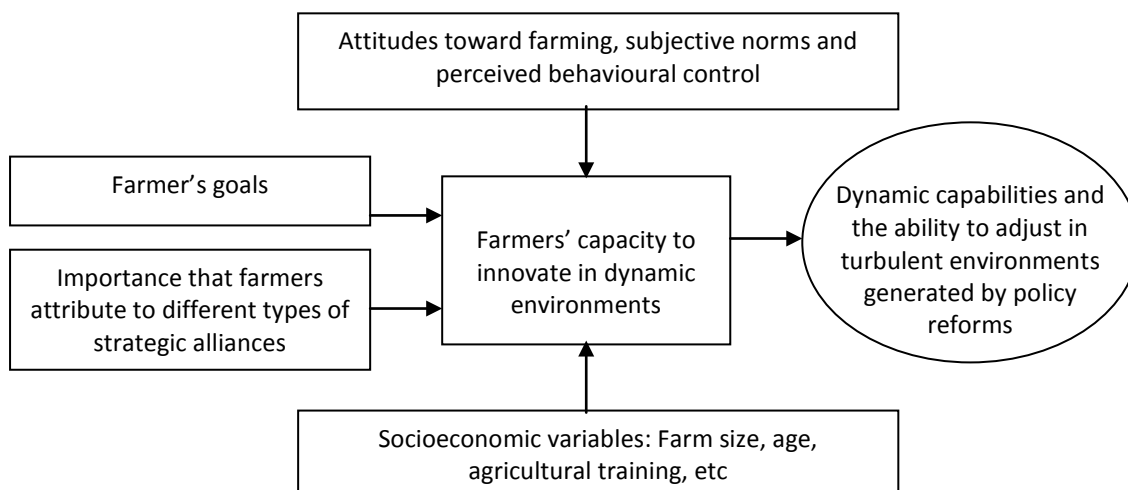 Attitudes toward farming, subjective norms and
perceived behavioural control
Farmer’s goals
Importance that farmers
attribute to different types of
strategic alliances
Farmers’ capacity to
innovate in dynamic
environments
Dynamic capabilities and
the ability to adjust in
turbulent environments
generated by policy
reforms
Socioeconomic variables: Farm size, age,
agricultural training, etc